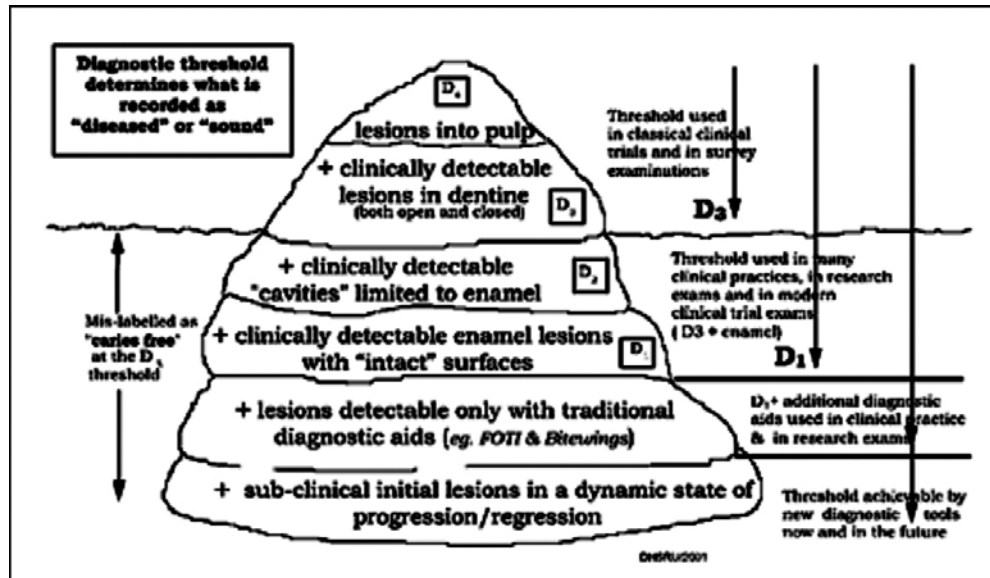 Diagnostic threshold
determines what is
recorded as
"diseased" or "sound"
D4
lesions into pulp
+ clinically detectable
lesions in dentine
(both open and closed)
D3
+ clinically detectable
"cavities" limited to enamel
D2
+ clinically detectable enamel lesions
with "intact" surfaces
D1
+ lesions detectable only with traditional
diagnostic aids (eg. FOTI & Bitewings)
+ sub-clinical initial lesions in a dynamic state of
progression/regression
Mis-labelled as
"caries free"
at the D3
threshold
Threshold used
in classical clinical
trials and in survey
examinations
D3
Threshold used in many
clinical practices, in research
exams and in modern
clinical trial exams
( D3 + enamel)
D1
D1+ additional diagnostic
aids used in clinical practice
& in research exams
Threshold achievable by
new diagnostic tools
now and in the future
DHSRU/2001